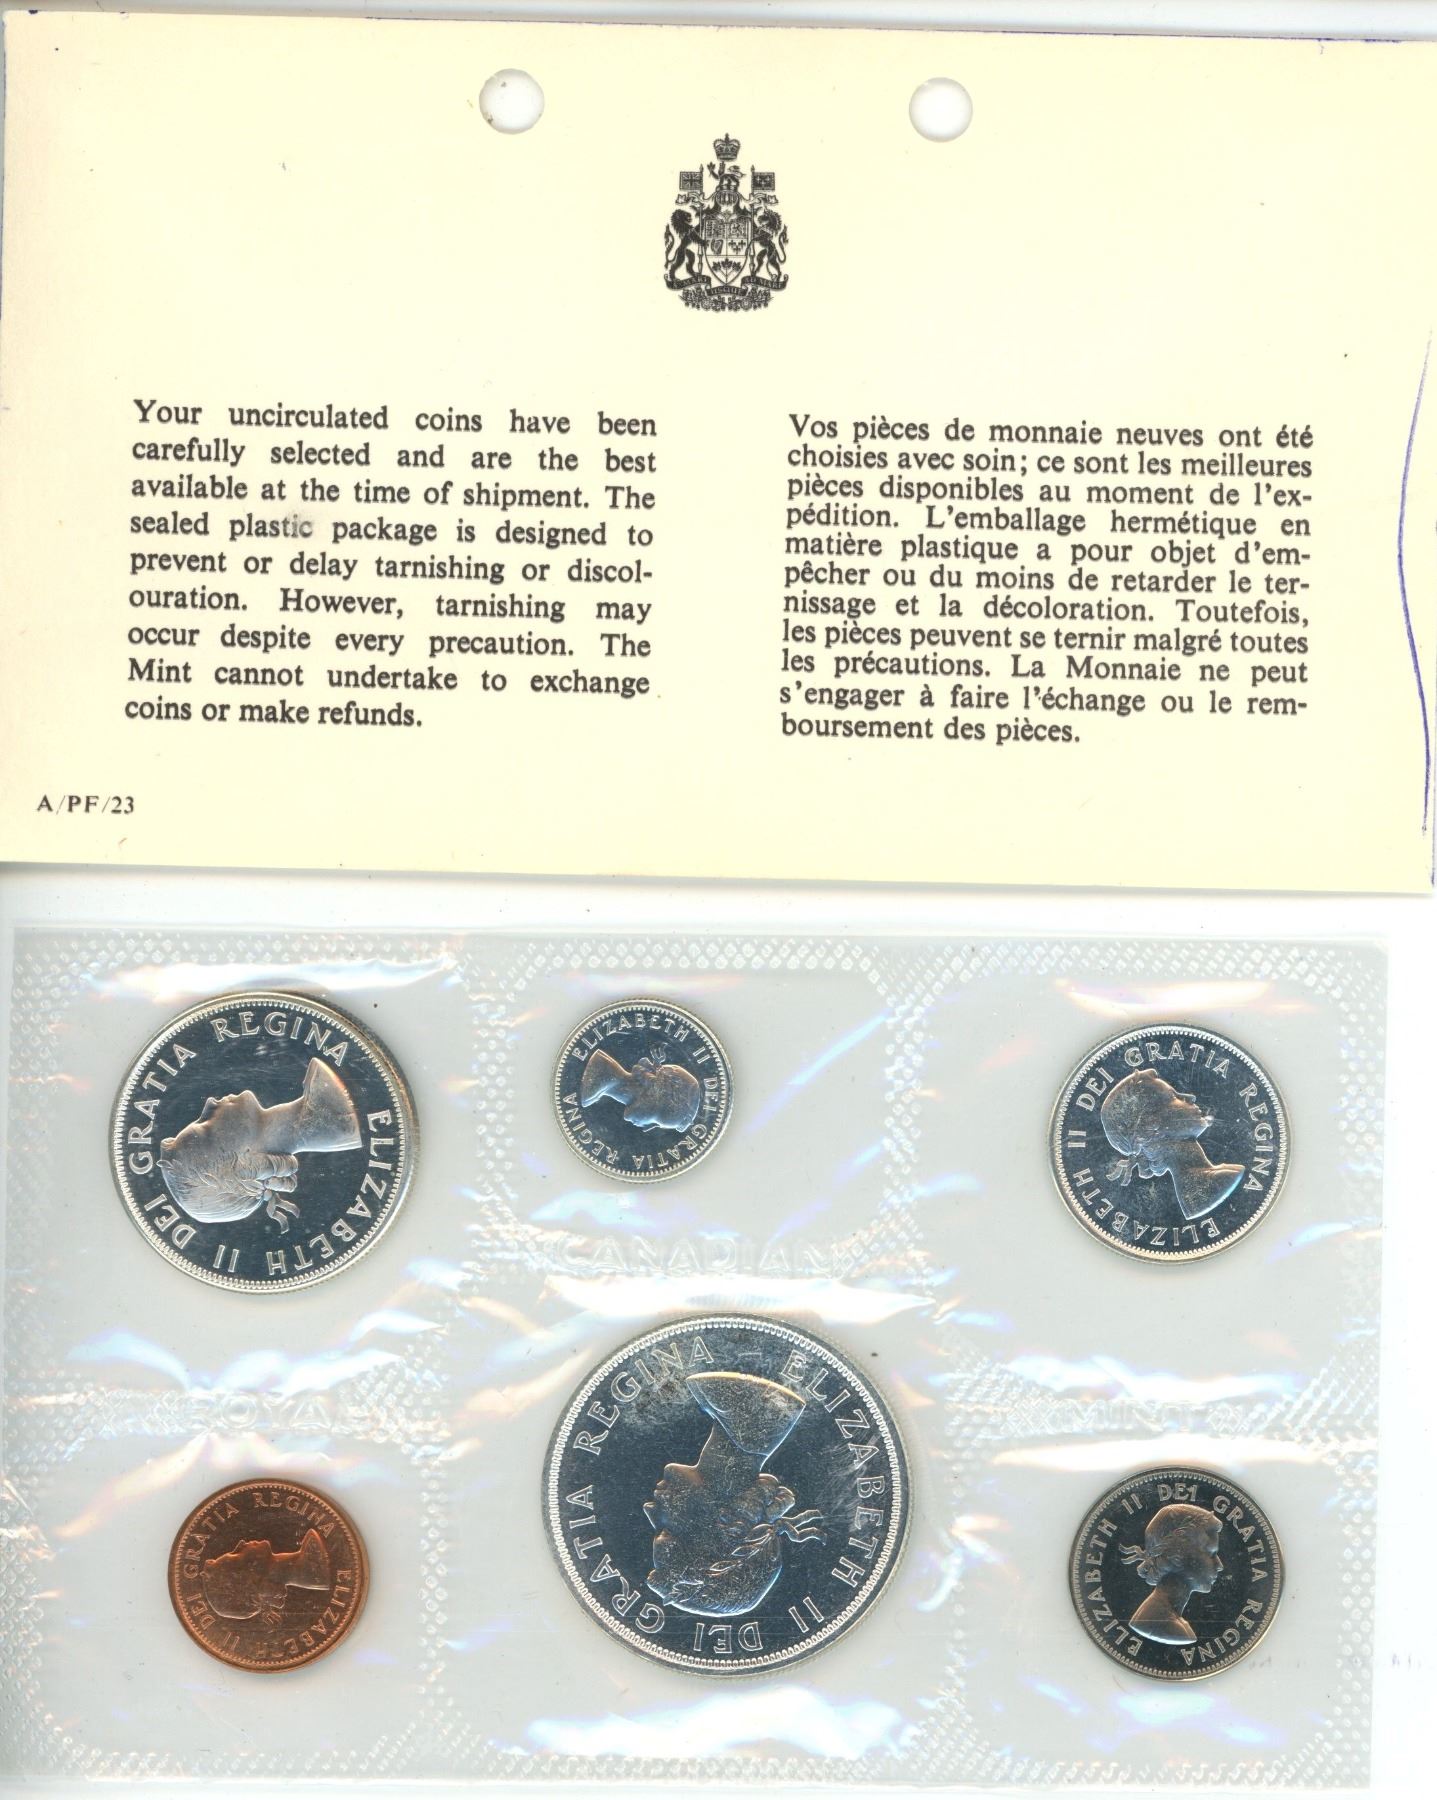 Your uncirculated coins have been
carefully selected and are the best
available at the time of shipment. The
sealed plastic package is designed to
prevent or delay tarnishing or discol-
ouration. However, tarnishing may
occur despite every precaution. The
Mint cannot undertake to exchange
coins or make refunds.
Vos pièces de monnaie neuves ont été
choisies avec soin; ce sont les meilleures
pièces disponibles au moment de l'ex-
pédition. L'emballage hermétique en
matière plastique a pour objet d'em-
pêcher ou du moins de retarder le ter-
nissage et la décoloration. Toutefois,
les pièces peuvent se ternir malgré toutes
les précautions. La Monnaie ne peut
s'engager à faire l'échange ou le rem-
boursement des pièces.
A/PF/23
ELIZABETH II DEI GRATIA REGINA
ELIZABETH II DEI GRATIA REGINA
ELIZABETH II DEI GRATIA REGINA
CANADIAN
ROYAL
MINT
ELIZABETH II DEI GRATIA REGINA
ELIZABETH II DEI GRATIA REGINA
ELIZABETH II DEI GRATIA REGINA